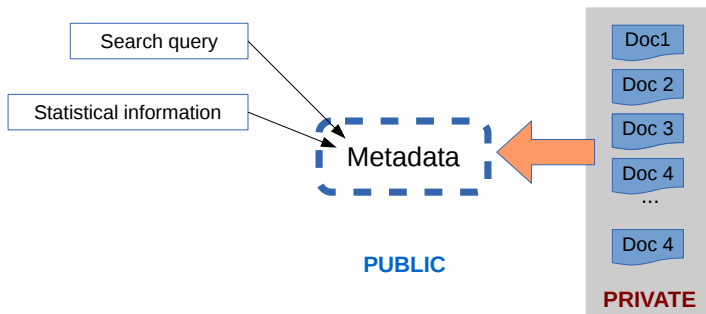 Search query
Statistical information
Metadata
PUBLIC
Doc1
Doc 2
Doc 3
Doc 4
...
Doc 4
PRIVATE